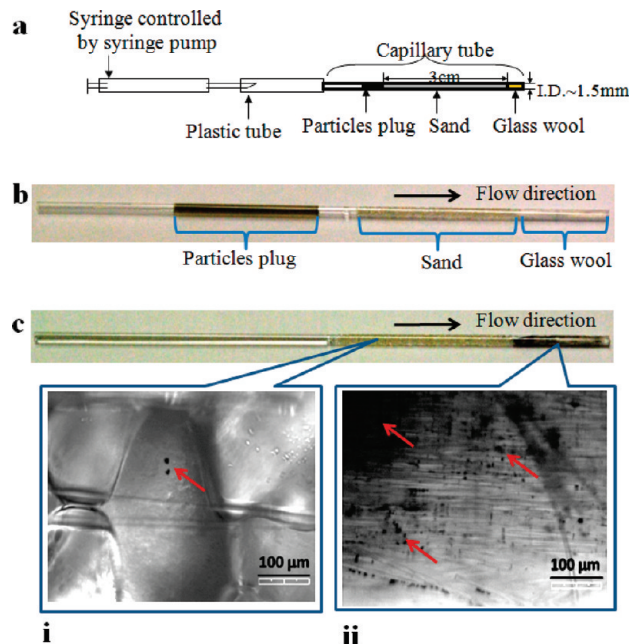 a
Syringe controlled
by syringe pump
Capillary tube
3cm
I.D.~1.5mm
Plastic tube
Particles plug
Sand
Glass wool
b
Flow direction
Particles plug
Sand
Glass wool
c
Flow direction
100 µm
100 µm
i
ii